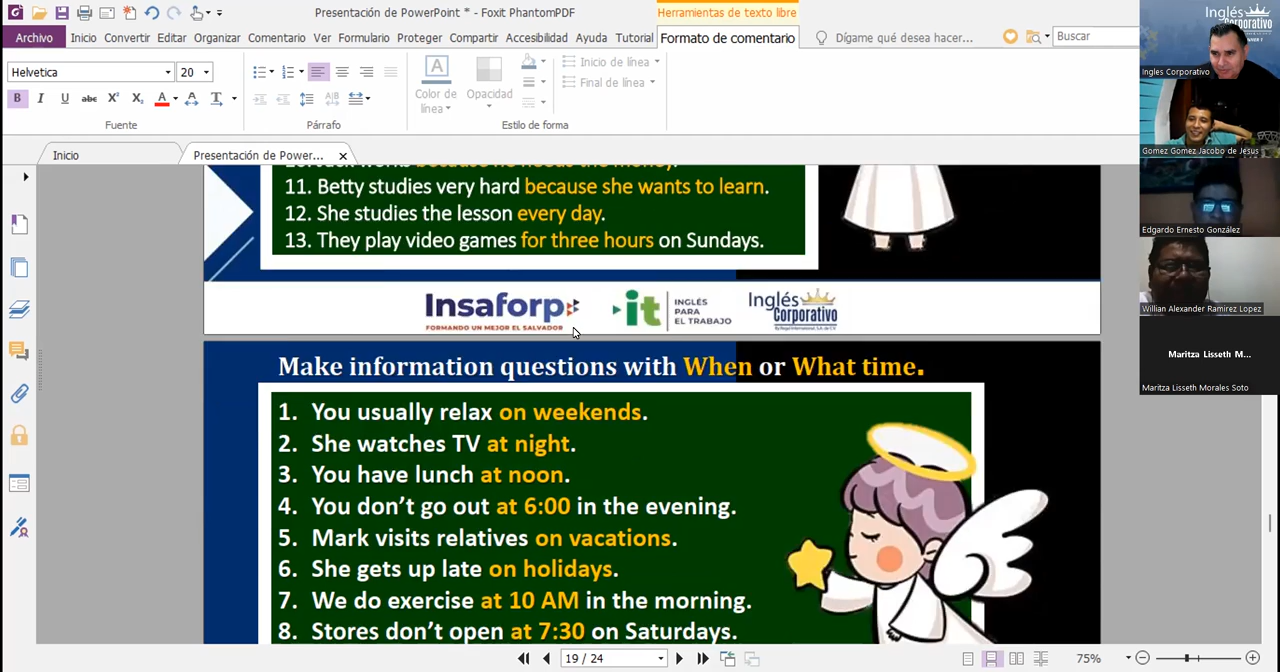 Presentación de PowerPoint * - Foxit PhantomPDF
Herramientas de texto libre
Archivo Inicio Convertir Editar Organizar Comentario Ver Formulario Proteger Compartir Accesibilidad Ayuda Tutorial Formato de comentario Dígame qué desea hacer... Buscar
Helvetica 20
Color de línea
Opacidad
Inicio de línea
Final de línea
Fuente Párrafo Estilo de forma
Inicio Presentación de Power...
11. Betty studies very hard because she wants to learn.
12. She studies the lesson every day.
13. They play video games for three hours on Sundays.
Insaforp
FORMANDO UN MEJOR EL SALVADOR
it
INGLÉS
PARA
EL TRABAJO
Inglés
Corporativo
Make information questions with When or What time.
1. You usually relax on weekends.
2. She watches TV at night.
3. You have lunch at noon.
4. You don't go out at 6:00 in the evening.
5. Mark visits relatives on vacations.
6. She gets up late on holidays.
7. We do exercise at 10 AM in the morning.
8. Stores don't open at 7:30 on Saturdays.
19 / 24
75%
Inglés
Corporativo
Ingles Corporativo
Gomez Gomez Jacobo de Jesus
Edgardo Ernesto González
Willian Alexander Ramirez Lopez
Maritza Lisseth M...
Maritza Lisseth Morales Soto